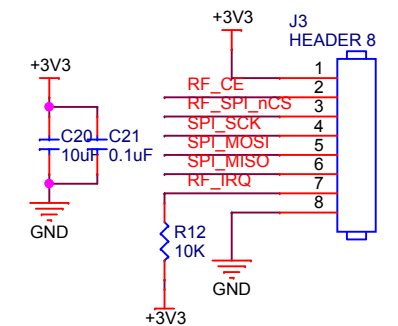 +3V3
J3
HEADER 8
+3V3
1
RF_CE
2
RF_SPI_nCS
3
SPI_SCK
4
C20
C21
10uF
0.1uF
SPI_MOSI
5
SPI_MISO
6
RF_IRQ
7
8
GND
R12
10K
GND
+3V3